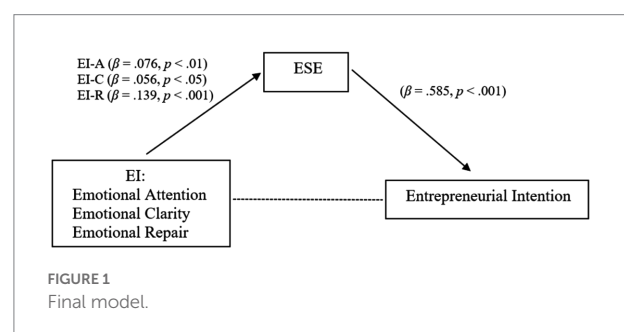 EI-A (β = .076, p < .01)
EI-C (β = .056, p < .05)
EI-R (β = .139, p < .001)
ESE
(β = .585, p < .001)
EI:
Emotional Attention
Emotional Clarity
Emotional Repair
Entrepreneurial Intention
FIGURE 1
Final model.